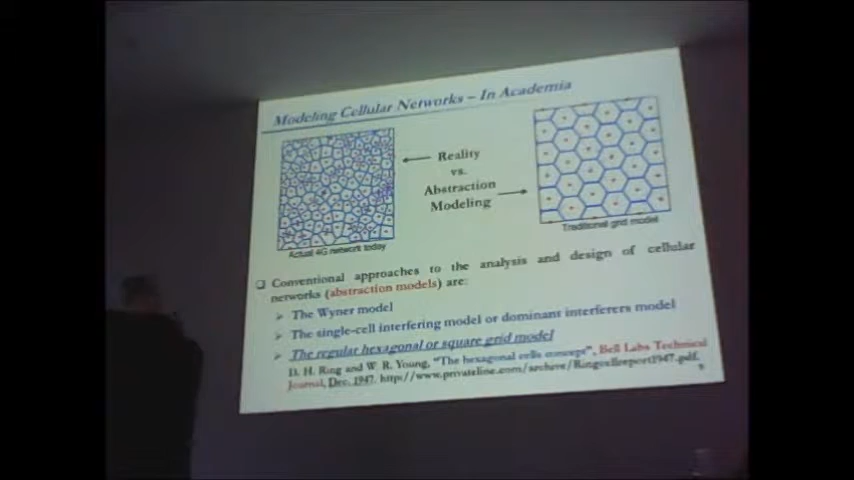 Modeling Cellular Networks – In Academia
Reality
vs.
Abstraction
Modeling
Actual 4G network today
Traditional grid model
❑ Conventional approaches to the analysis and design of cellular
networks (abstraction models) are:
➢ The Wyner model
➢ The single-cell interfering model or dominant interferers model
➢ The regular hexagonal or square grid model
D. H. Ring and W. R. Young, "The hexagonal cells concept", Bell Labs Technical
Journal, Dec. 1947. http://www.privateline.com/archive/Ringcellreport1947.pdf.